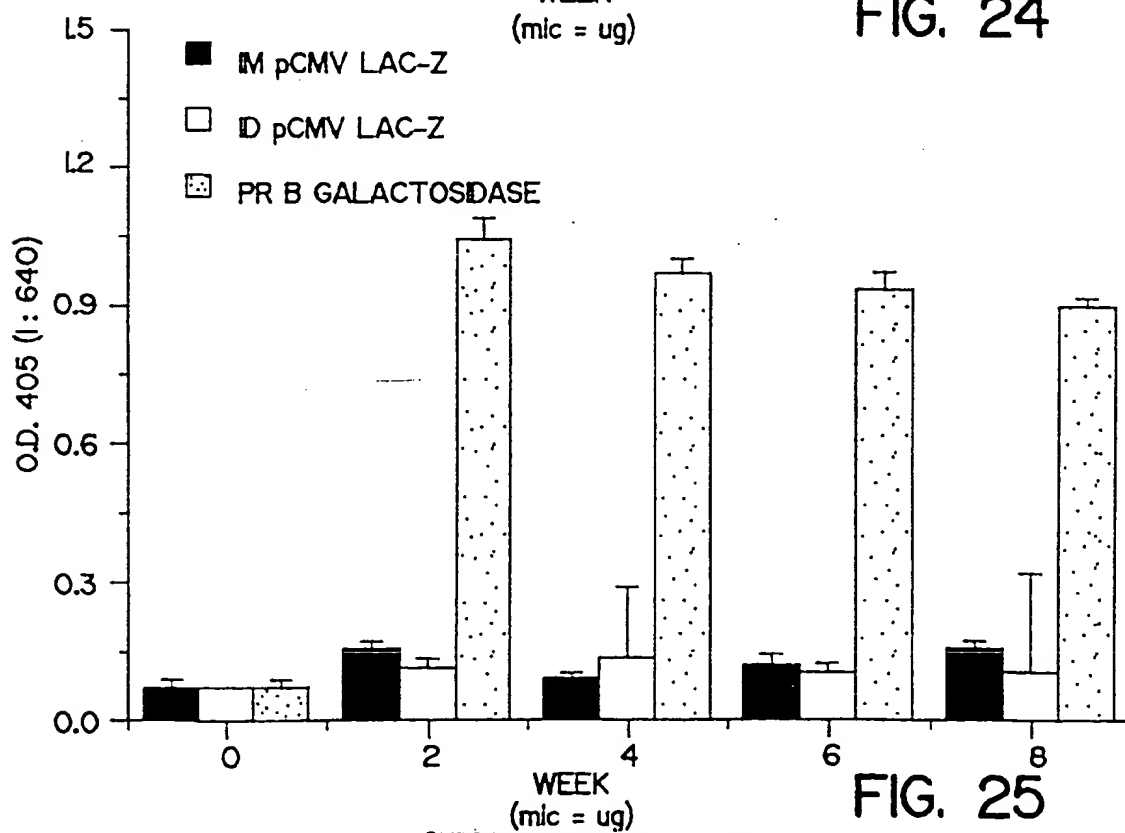 (mic = ug)
FIG. 24
1.5
IM pCMV LAC-Z
ID pCMV LAC-Z
1.2
PR B GALACTOSIDASE
O.D. 405 (1:640)
0.9
0.6
0.3
0.0
0 2 4 6 8
WEEK
(mic = ug)
FIG. 25